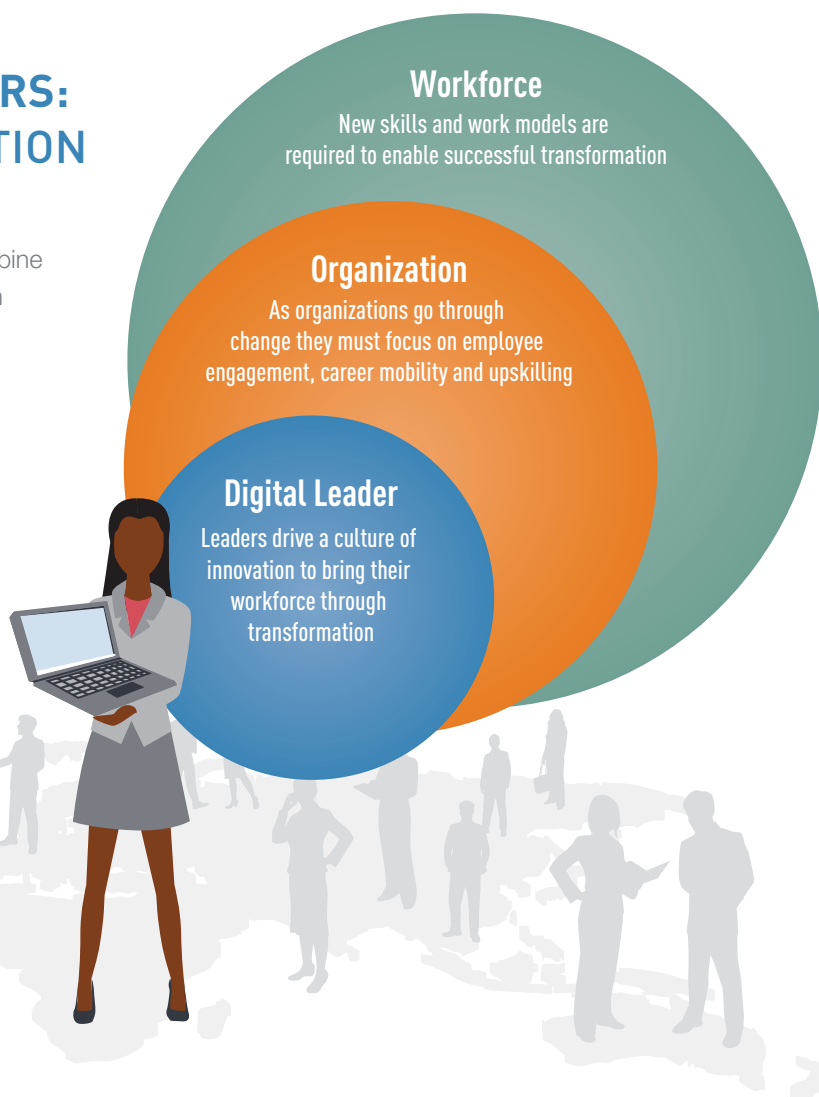 RS:
TION
bine
Workforce
New skills and work models are
required to enable successful transformation
Organization
As organizations go through
change they must focus on employee
engagement, career mobility and upskilling
Digital Leader
Leaders drive a culture of
innovation to bring their
workforce through
transformation